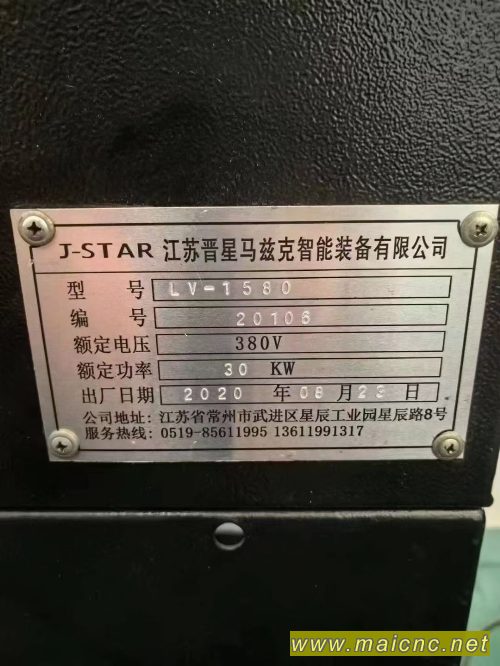 J-STAR 江苏晋星马兹克智能装备有限公司
型 号 LV-1580
编 号 20106
额定电压 380V
额定功率 30 KW
出厂日期 2020 年 08 月 23 日
公司地址: 江苏省常州市武进区星辰工业园星辰路8号
服务热线: 0519-85611995 13611991317
www.maicnc.net